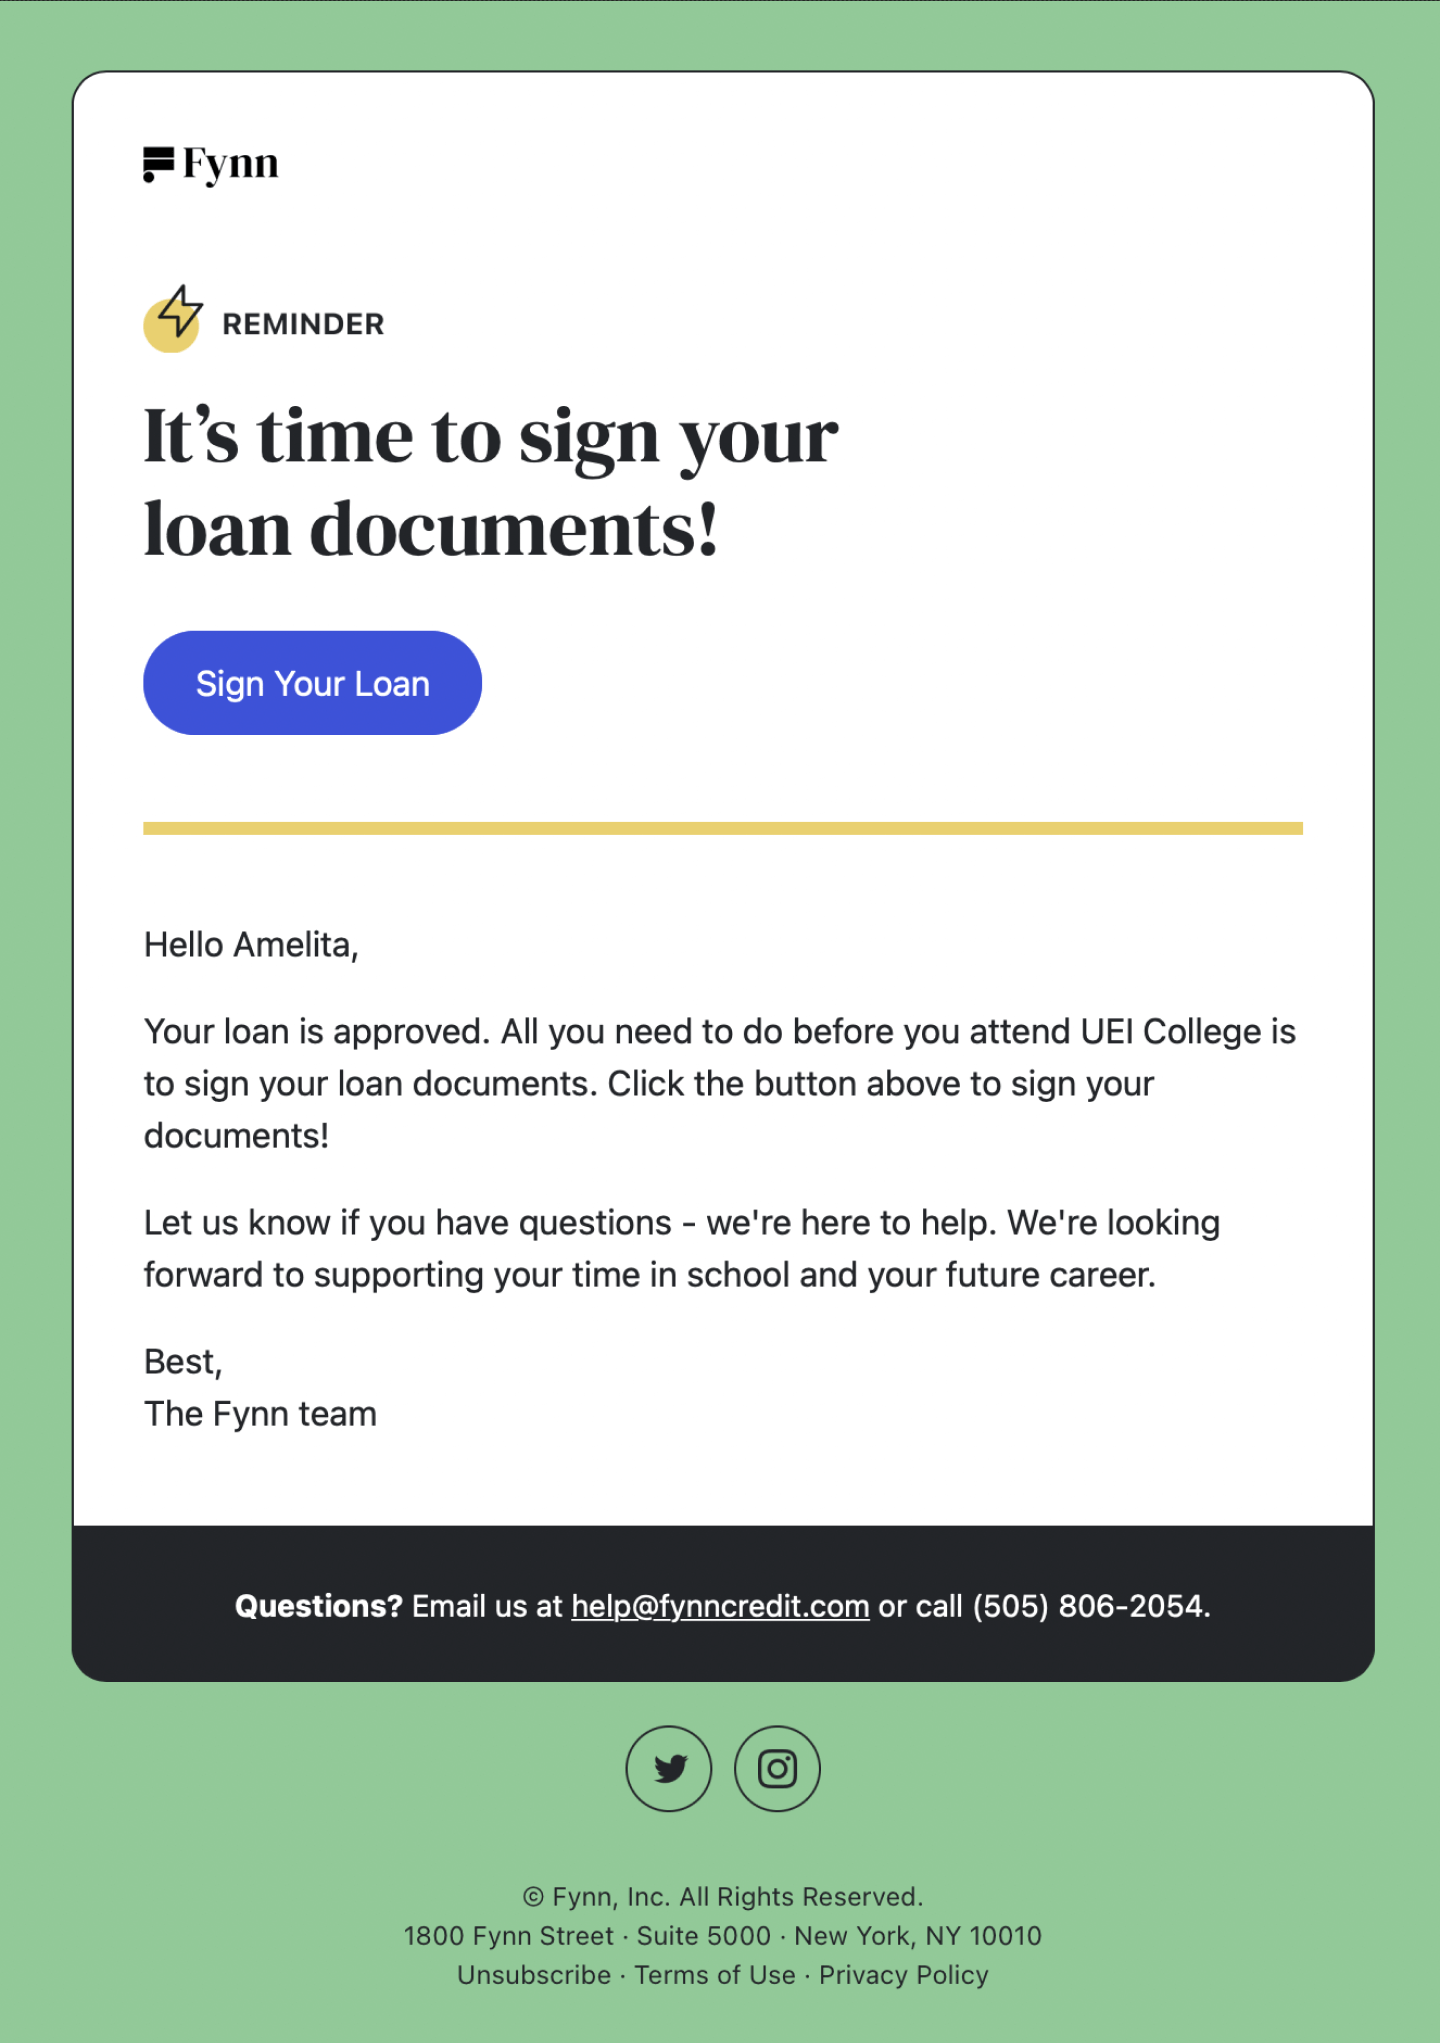 Fynn
REMINDER
It’s time to sign your
loan documents!
Sign Your Loan
Hello Amelita,
Your loan is approved. All you need to do before you attend UEI College is
to sign your loan documents. Click the button above to sign your
documents!
Let us know if you have questions - we're here to help. We're looking
forward to supporting your time in school and your future career.
Best,
The Fynn team
Questions? Email us at help@fynncredit.com or call (505) 806-2054.
© Fynn, Inc. All Rights Reserved.
1800 Fynn Street · Suite 5000 · New York, NY 10010
Unsubscribe · Terms of Use · Privacy Policy